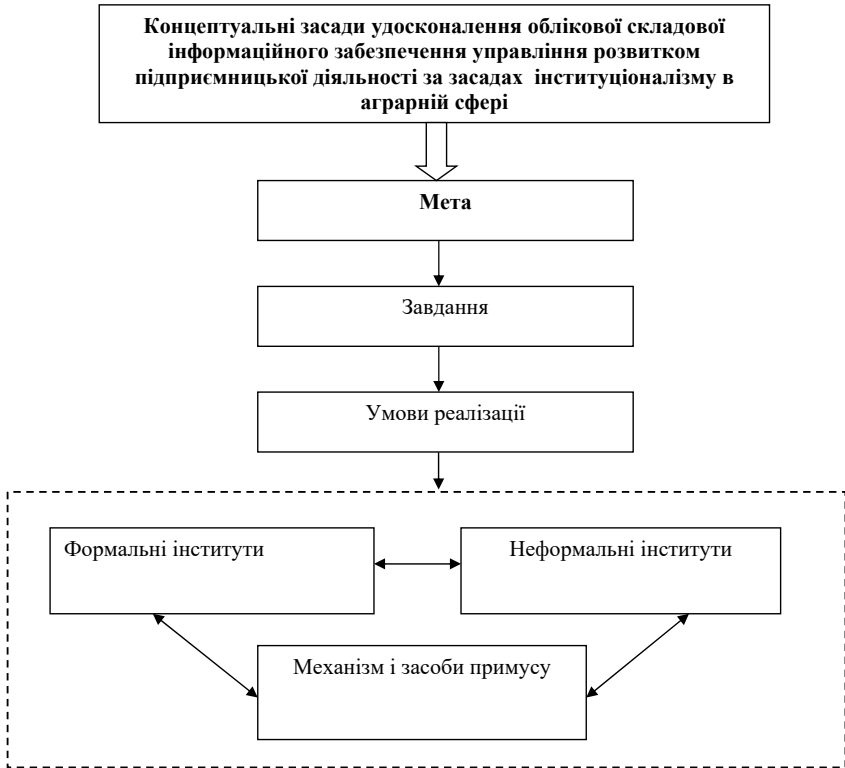 Концептуальні засади удосконалення облікової складової
інформаційного забезпечення управління розвитком
підприємницької діяльності за засадах інституціоналізму в
аграрній сфері
Мета
Завдання
Умови реалізації
Формальні інститути
Неформальні інститути
Механізм і засоби примусу